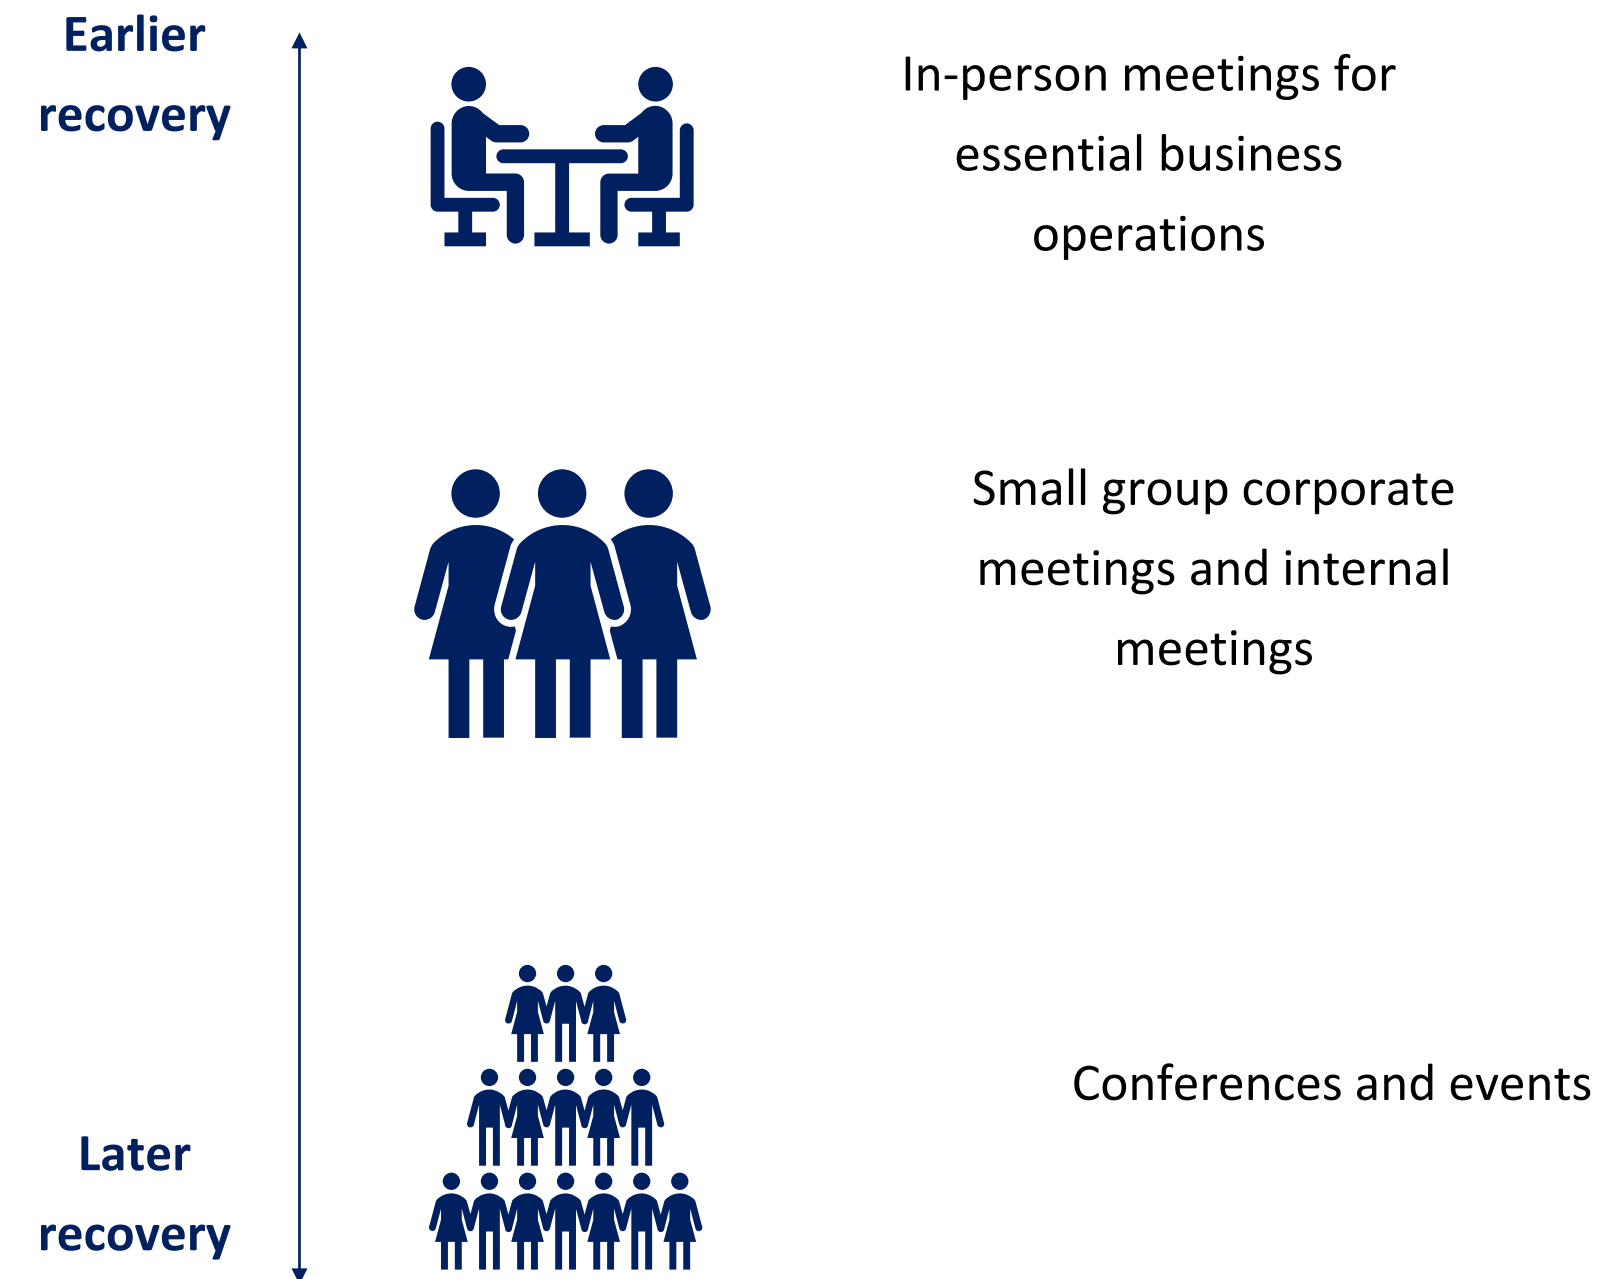 Earlier
recovery
In-person meetings for
essential business
operations
Small group corporate
meetings and internal
meetings
Conferences and events
Later
recovery